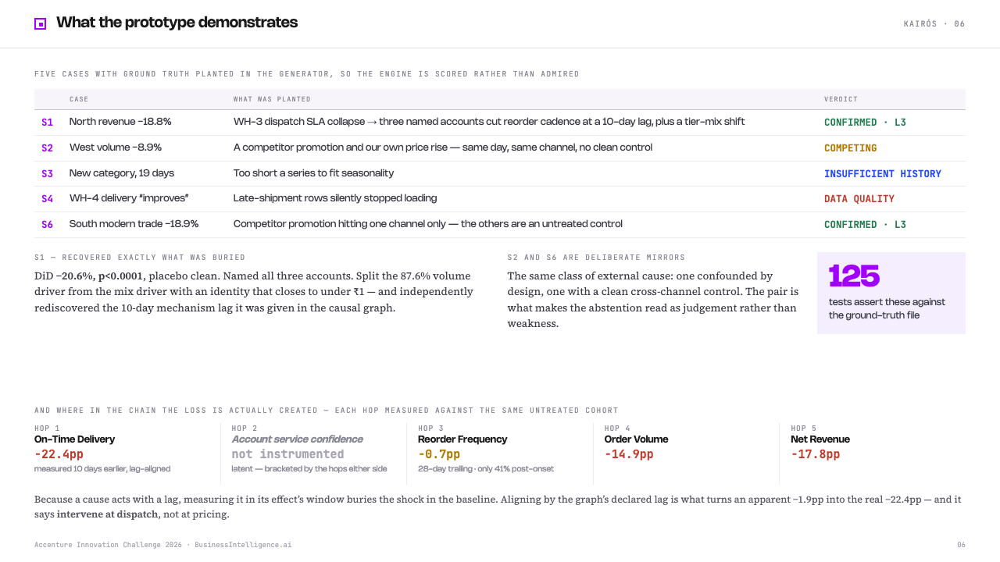 What the prototype demonstrates
KAIRÓS · 06
FIVE CASES WITH GROUND TRUTH PLANTED IN THE GENERATOR, SO THE ENGINE IS SCORED RATHER THAN ADMIRED
CASE WHAT WAS PLANTED VERDICT
S1 North revenue −18.8% WH-3 dispatch SLA collapse → three named accounts cut reorder cadence at a 10-day lag, plus a tier-mix shift CONFIRMED · L3
S2 West volume −8.9% A competitor promotion and our own price rise — same day, same channel, no clean control COMPETING
S3 New category, 19 days Too short a series to fit seasonality INSUFFICIENT HISTORY
S4 WH-4 delivery “improves” Late-shipment rows silently stopped loading DATA QUALITY
S6 South modern trade −18.9% Competitor promotion hitting one channel only — the others are an untreated control CONFIRMED · L3
S1 — RECOVERED EXACTLY WHAT WAS BURIED
DiD −20.6%, p<0.0001, placebo clean. Named all three accounts. Split the 87.6% volume
driver from the mix driver with an identity that closes to under ₹1 — and independently
rediscovered the 10-day mechanism lag it was given in the causal graph.
S2 AND S6 ARE DELIBERATE MIRRORS
The same class of external cause: one confounded by
design, one with a clean cross-channel control. The pair is
what makes the abstention read as judgement rather than
weakness.
125
tests assert these against
the ground-truth file
AND WHERE IN THE CHAIN THE LOSS IS ACTUALLY CREATED — EACH HOP MEASURED AGAINST THE SAME UNTREATED COHORT
HOP 1
On-Time Delivery
-22.4pp
measured 10 days earlier, lag-aligned
HOP 2
Account service confidence
not instrumented
latent — bracketed by the hops either side
HOP 3
Reorder Frequency
-0.7pp
28-day trailing · only 41% post-onset
HOP 4
Order Volume
-14.9pp
HOP 5
Net Revenue
-17.8pp
Because a cause acts with a lag, measuring it in its effect’s window buries the shock in the baseline. Aligning by the graph’s declared lag is what turns an apparent −1.9pp into the real −22.4pp — and it
says intervene at dispatch, not at pricing.
Accenture Innovation Challenge 2026 · BusinessIntelligence.ai
06